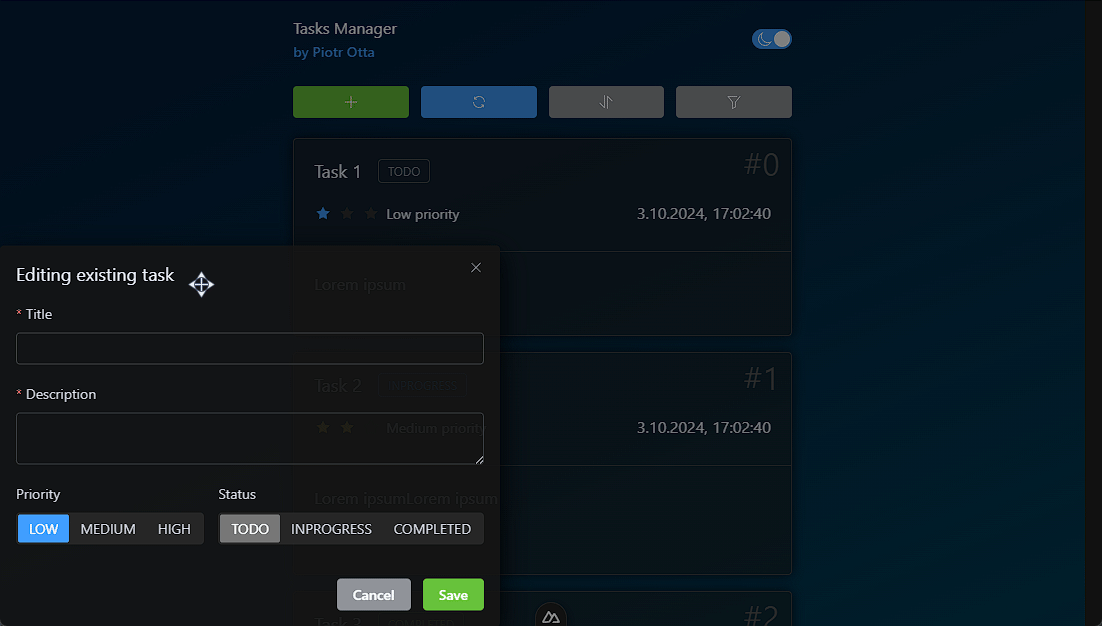 Tasks Manager
by Piotr Otta
Task 1 TODO #0
Low priority 3.10.2024, 17:02:40
Lorem ipsum
Task 2 #1
Medium priority 3.10.2024, 17:02:40
Lorem ipsumLorem ipsum
Task 3 #2
Editing existing task
* Title
* Description
Priority Status
LOW MEDIUM HIGH TODO INPROGRESS COMPLETED
Cancel Save